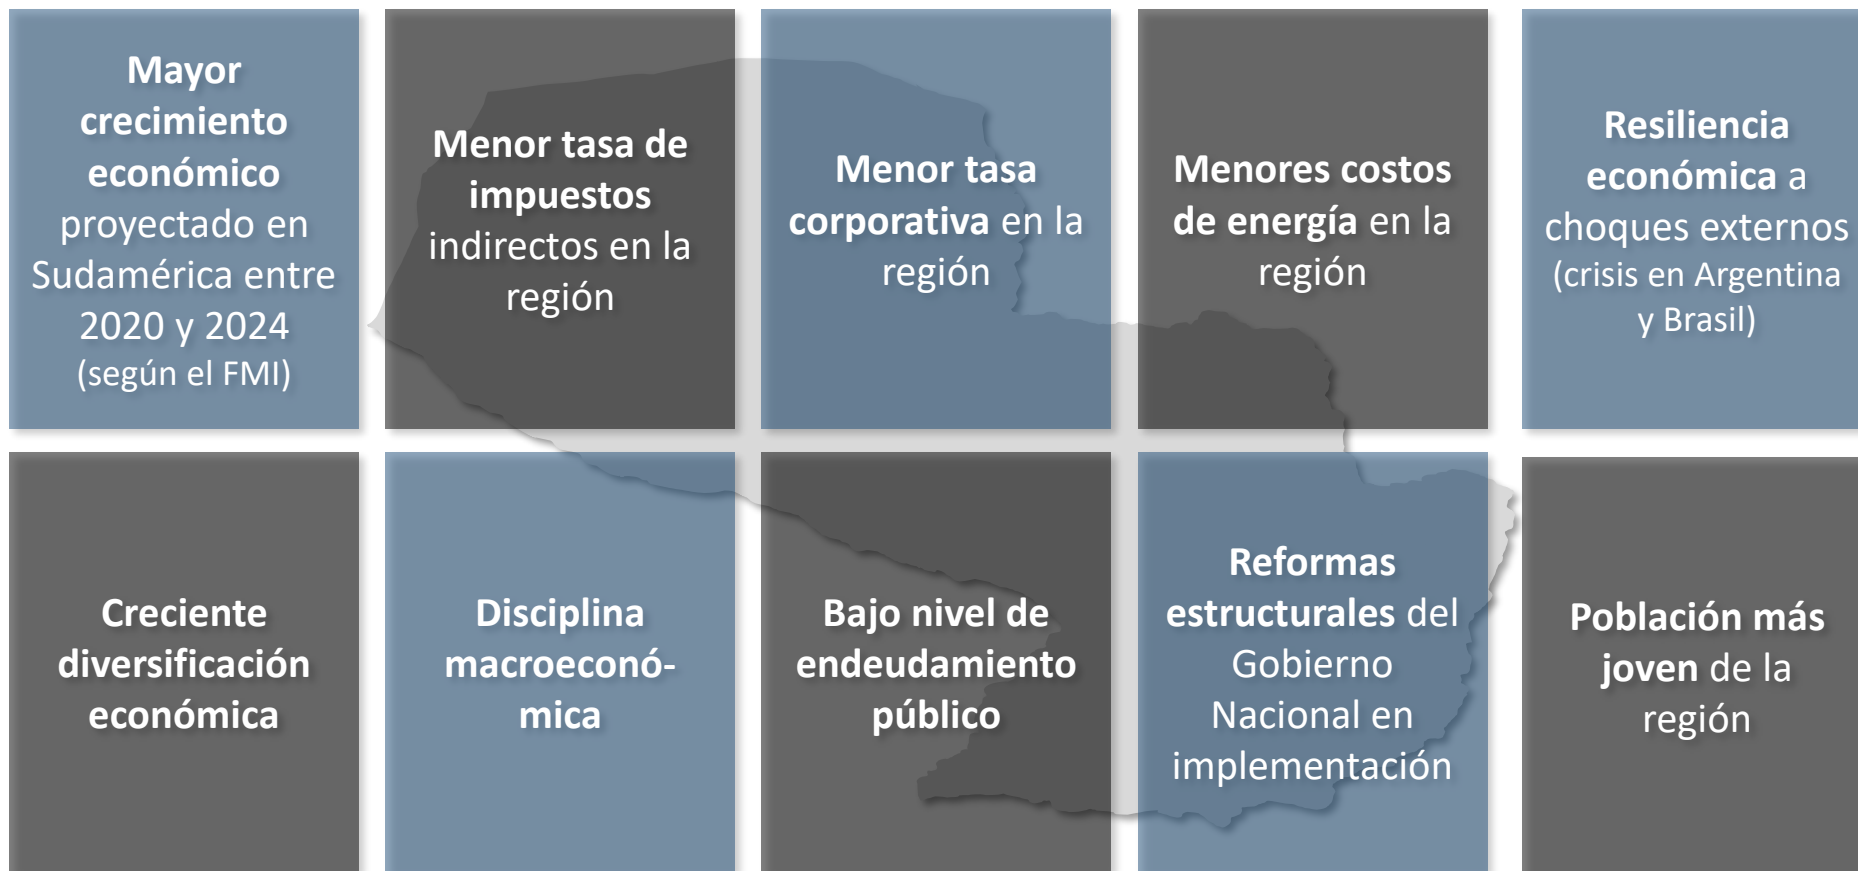 Mayor
crecimiento
económico
proyectado en
Sudamérica entre
2020 y 2024
(según el FMI)
Menor tasa de
impuestos
indirectos en la
región
Menor tasa
corporativa en la
región
Menores costos
de energía en la
región
Resiliencia
económica a
choques externos
(crisis en Argentina
y Brasil)
Creciente
diversificación
económica
Disciplina
macroeconó-
mica
Bajo nivel de
endeudamiento
público
Reformas
estructurales del
Gobierno
Nacional en
implementación
Población más
joven de la
región